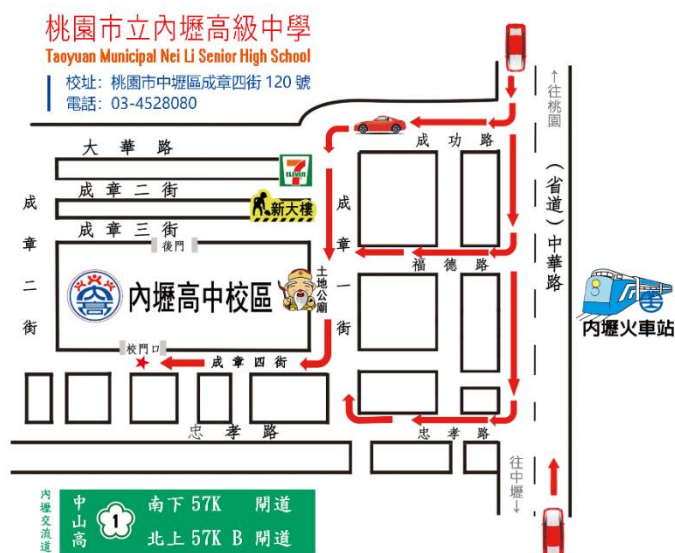 桃園市立內壢高級中學
Taoyuan Municipal Nei Li Senior High School
校址: 桃園市中壢區成章四街 120 號
電話: 03-4528080
←往桃園
成功路
大華路
7
ELEVEN
成章二街
新大樓
成章三街
成章二街
成章一街
(省道)中華路
後門
福德路
內壢高中校區
土地公廟
內壢火車站
校門口
成章四街
忠孝路
忠孝路
往中壢→
內壢交流道
中山高
1
南下 57K 閘道
北上 57K B 閘道